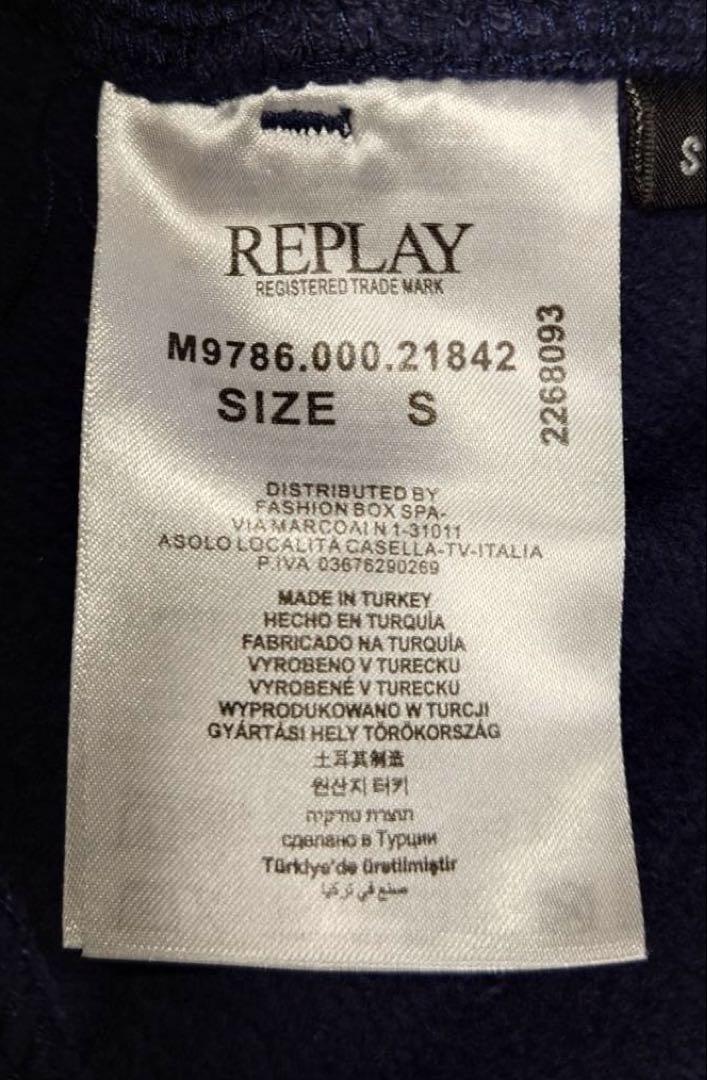 S
REPLAY
REGISTERED TRADE MARK
M9786.000.21842
SIZE S
2268093
DISTRIBUTED BY
FASHION BOX SPA-
VIA MARCOAI N 1-31011
ASOLO LOCALITA CASELLA-TV-ITALIA
P.IVA 03676290269
MADE IN TURKEY
HECHO EN TURQUÍA
FABRICADO NA TURQUÍA
VYROBENO V TURECKU
VYROBENÉ V TURECKU
WYPRODUKOWANO W TURCJI
GYÁRTÁSI HELY TÖRÖKORSZÁG
土耳其制造
원산지 터키
תוצרת טורקיה
сделано в Турции
Türkiye'de üretilmiştir
صنع في تركيا